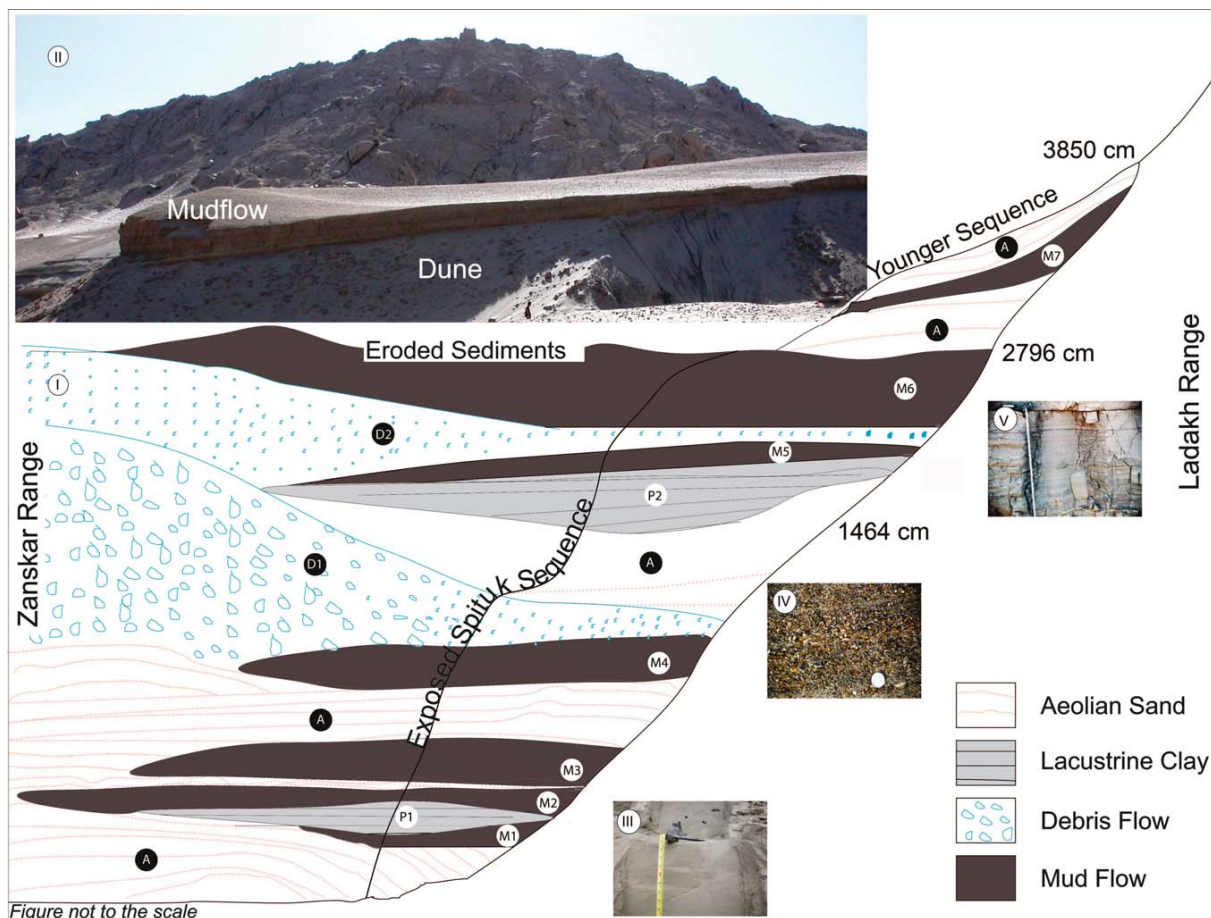 II
Mudflow
Dune
3850 cm
Younger Sequence
A
M7
A
Eroded Sediments
2796 cm
I
M6
D2
V
M5
P2
Ladakh Range
Zanskar Range
1464 cm
D1
A
Exposed Spituk Sequence
IV
M4
A
Aeolian Sand
M3
Lacustrine Clay
M2
P1
III
M1
Debris Flow
A
Mud Flow
Figure not to the scale